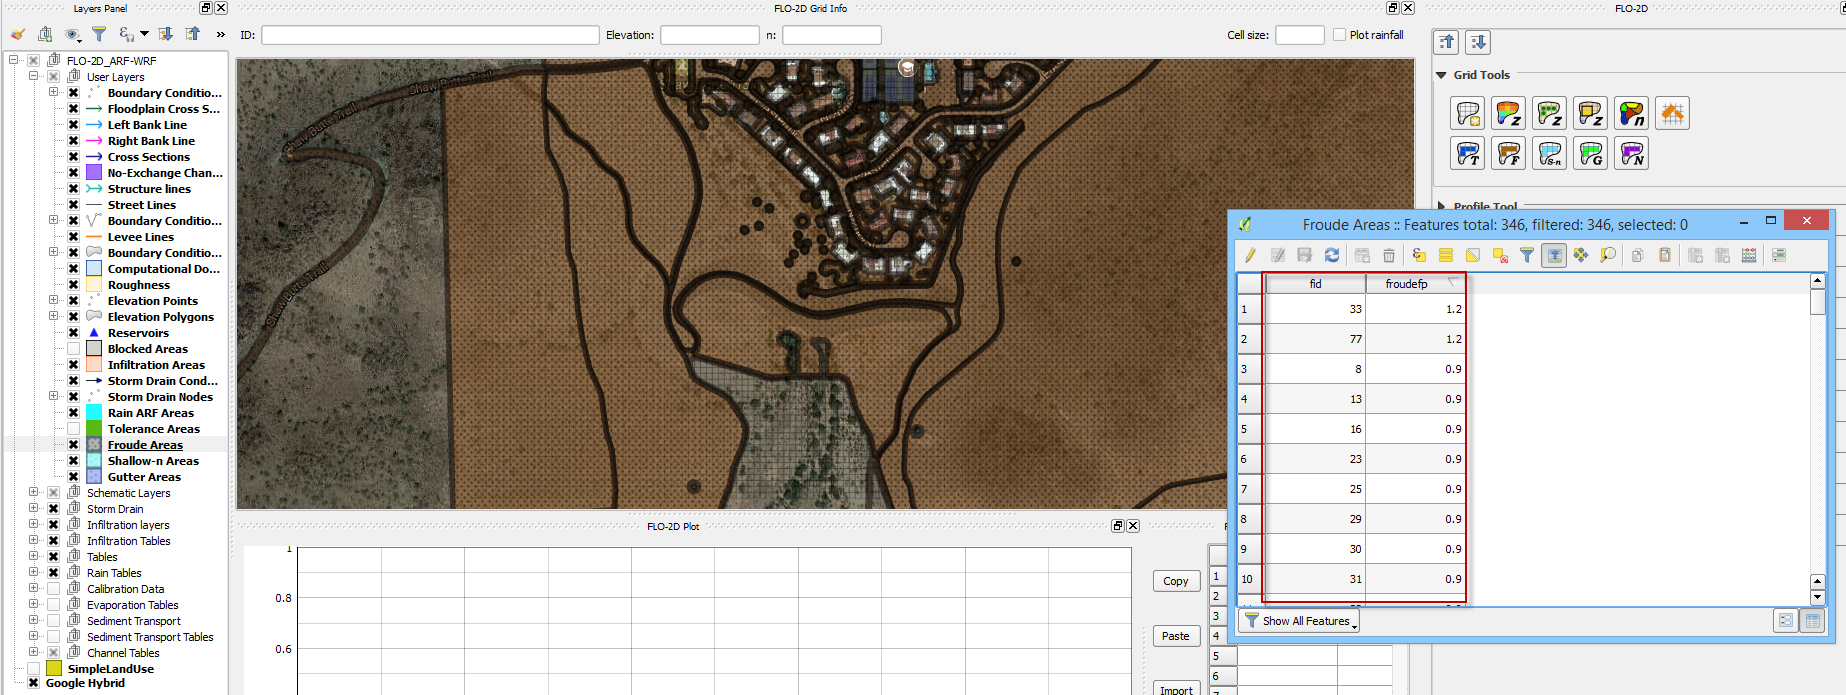 Layers Panel
FLO-2D_ARF-WRF
User Layers
Boundary Conditio...
Floodplain Cross S...
Left Bank Line
Right Bank Line
Cross Sections
No-Exchange Chan...
Structure lines
Street Lines
Boundary Conditio...
Levee Lines
Boundary Conditio...
Computational Do...
Roughness
Elevation Points
Elevation Polygons
Reservoirs
Blocked Areas
Infiltration Areas
Storm Drain Cond...
Storm Drain Nodes
Rain ARF Areas
Tolerance Areas
Froude Areas
Shallow-n Areas
Gutter Areas
Schematic Layers
Storm Drain
Infiltration layers
Infiltration Tables
Tables
Rain Tables
Calibration Data
Evaporation Tables
Sediment Transport
Sediment Transport Tables
Channel Tables
SimpleLandUse
Google Hybrid
FLO-2D Grid Info
ID: Elevation: n: Cell size: Plot rainfall
Shaw Butte Trail
Shaw Butte Trail
Shaw Butte Trail
FLO-2D Plot
1
0.8
0.6
Copy
Paste
Import
1
2
3
4
5
6
FLO-2D
Grid Tools
Z Z Z n
T F S-n G N
Profile Tool
Froude Areas :: Features total: 346, filtered: 346, selected: 0
fid froudefp
1 33 1.2
2 77 1.2
3 8 0.9
4 13 0.9
5 16 0.9
6 23 0.9
7 25 0.9
8 29 0.9
9 30 0.9
10 31 0.9
Show All Features